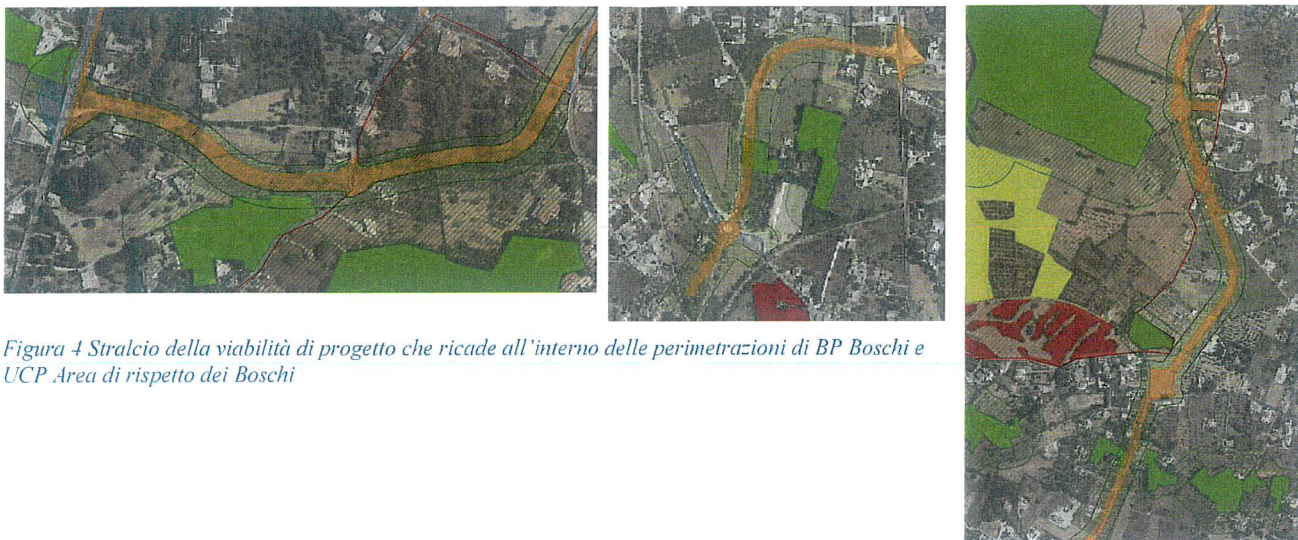 Figura 4 Stralcio della viabilità di progetto che ricade all'interno delle perimetrazioni di BP Boschi e
UCP Area di rispetto dei Boschi